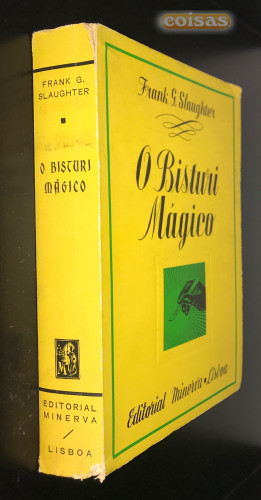 coisas
FRANK G.
SLAUGHTER
O BISTURI
MÁGICO
EDITORIAL
MINERVA
/
LISBOA
Frank G. Slaughter
O Bisturi
Mágico
Editorial Minerva • Lisboa